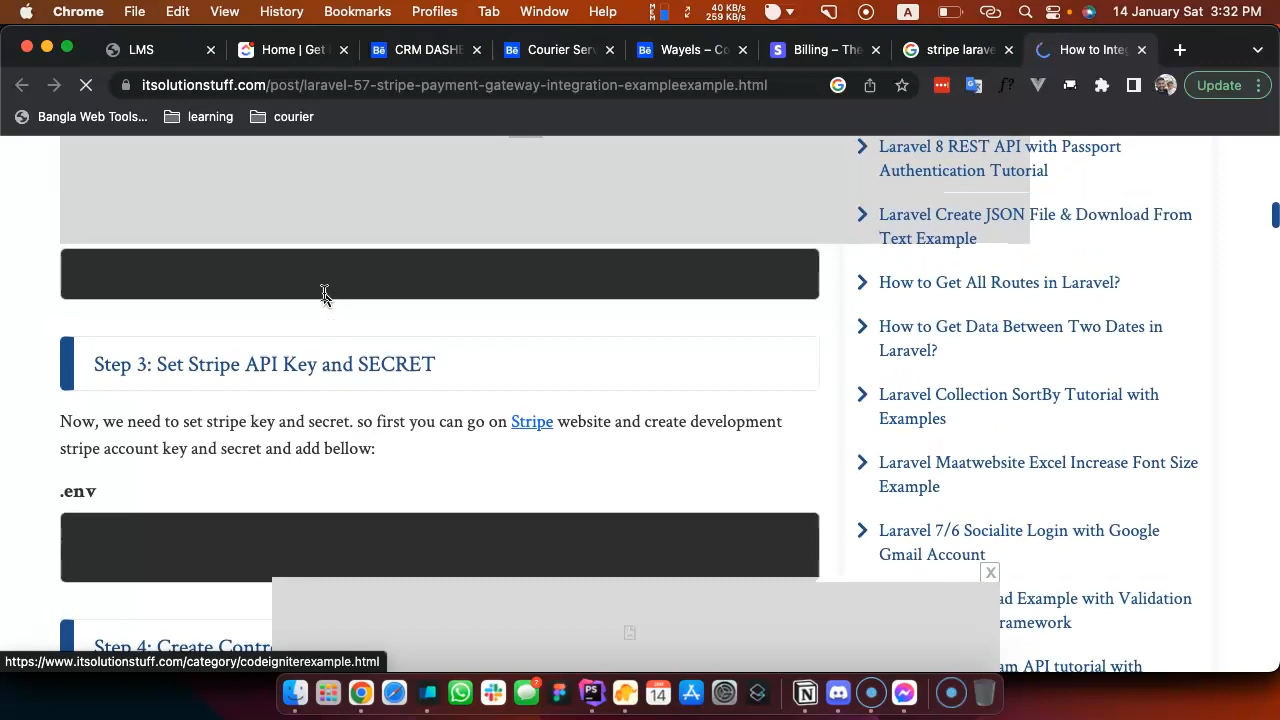 Chrome File Edit View History Bookmarks Profiles Tab Window Help 40 KB/s 259 KB/s A 14 January Sat 3:32 PM
LMS Home | Get CRM DASHB Courier Serv Wayels – Co Billing – The stripe larave How to Integ
itsolutionstuff.com/post/laravel-57-stripe-payment-gateway-integration-exampleexample.html Update
Bangla Web Tools... learning courier
Laravel 8 REST API with Passport
Authentication Tutorial
Laravel Create JSON File & Download From
Text Example
How to Get All Routes in Laravel?
How to Get Data Between Two Dates in
Laravel?
Laravel Collection SortBy Tutorial with
Examples
Laravel Maatwebsite Excel Increase Font Size
Example
Laravel 7/6 Socialite Login with Google
Gmail Account
ad Example with Validation
ramework
am API tutorial with
Step 3: Set Stripe API Key and SECRET
Now, we need to set stripe key and secret. so first you can go on Stripe website and create development
stripe account key and secret and add bellow:
.env
X
Step 4: Create Contr
https://www.itsolutionstuff.com/category/codeigniterexample.html
7
PS
14